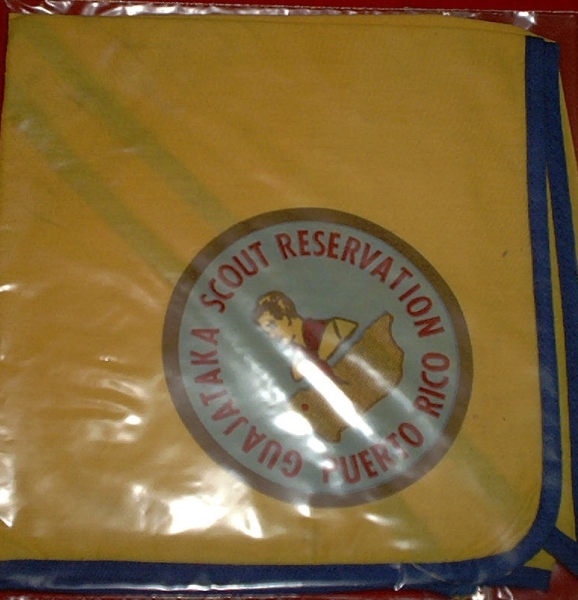 GUAJATAKA SCOUT RESERVATION
PUERTO RICO